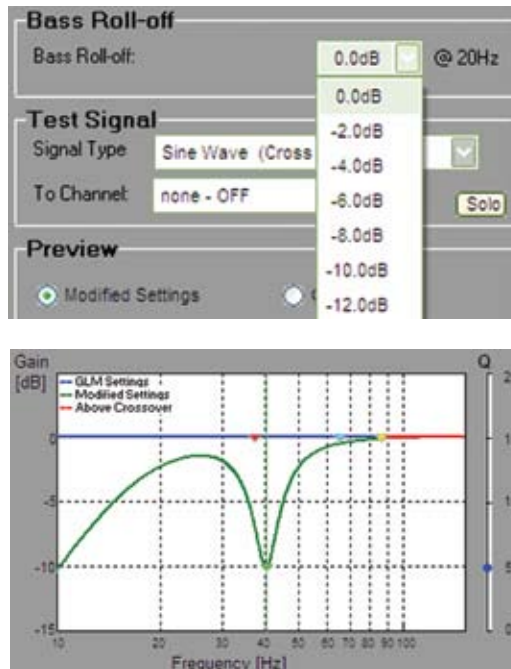 Bass Roll-off
Bass Roll-off: 0.0dB @ 20Hz
0.0dB
-2.0dB
-4.0dB
-6.0dB
-8.0dB
-10.0dB
-12.0dB
Test Signal
Signal Type Sine Wave (Cross
To Channel: none - OFF Solo
Preview
Modified Settings
Gain Q
[dB] GLM Settings 2
Modified Settings
Above Crossover
0 1
-5 1
-10 5
-15 0
10 20 30 40 50 60 70 80 90 100
Frequency [Hz]